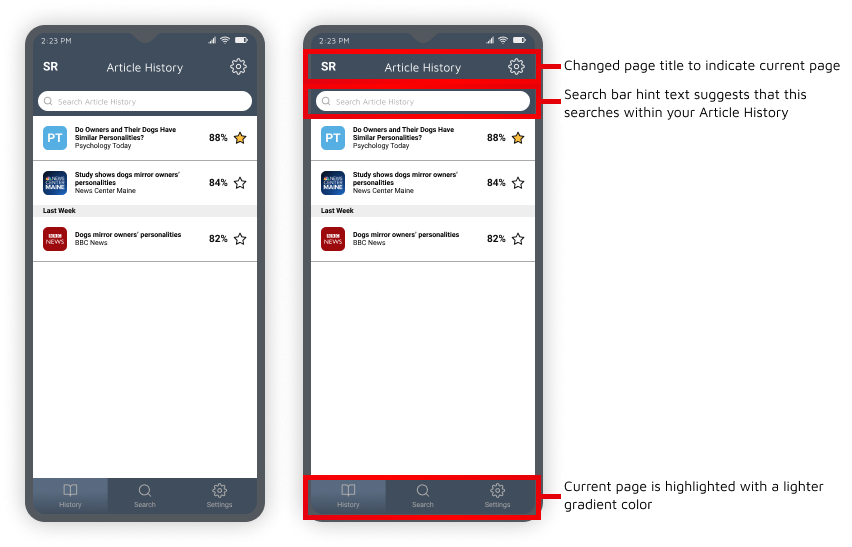 2:23 PM
SR
Article History
Search Article History
PT
Do Owners and Their Dogs Have
Similar Personalities?
Psychology Today
88%
NEWS
CENTER
MAINE
Study shows dogs mirror owners'
personalities
News Center Maine
84%
Last Week
BBC
NEWS
Dogs mirror owners' personalities
BBC News
82%
History
Search
Settings
2:23 PM
SR
Article History
Search Article History
PT
Do Owners and Their Dogs Have
Similar Personalities?
Psychology Today
88%
NEWS
CENTER
MAINE
Study shows dogs mirror owners'
personalities
News Center Maine
84%
Last Week
BBC
NEWS
Dogs mirror owners' personalities
BBC News
82%
History
Search
Settings
Changed page title to indicate current page
Search bar hint text suggests that this
searches within your Article History
Current page is highlighted with a lighter
gradient color